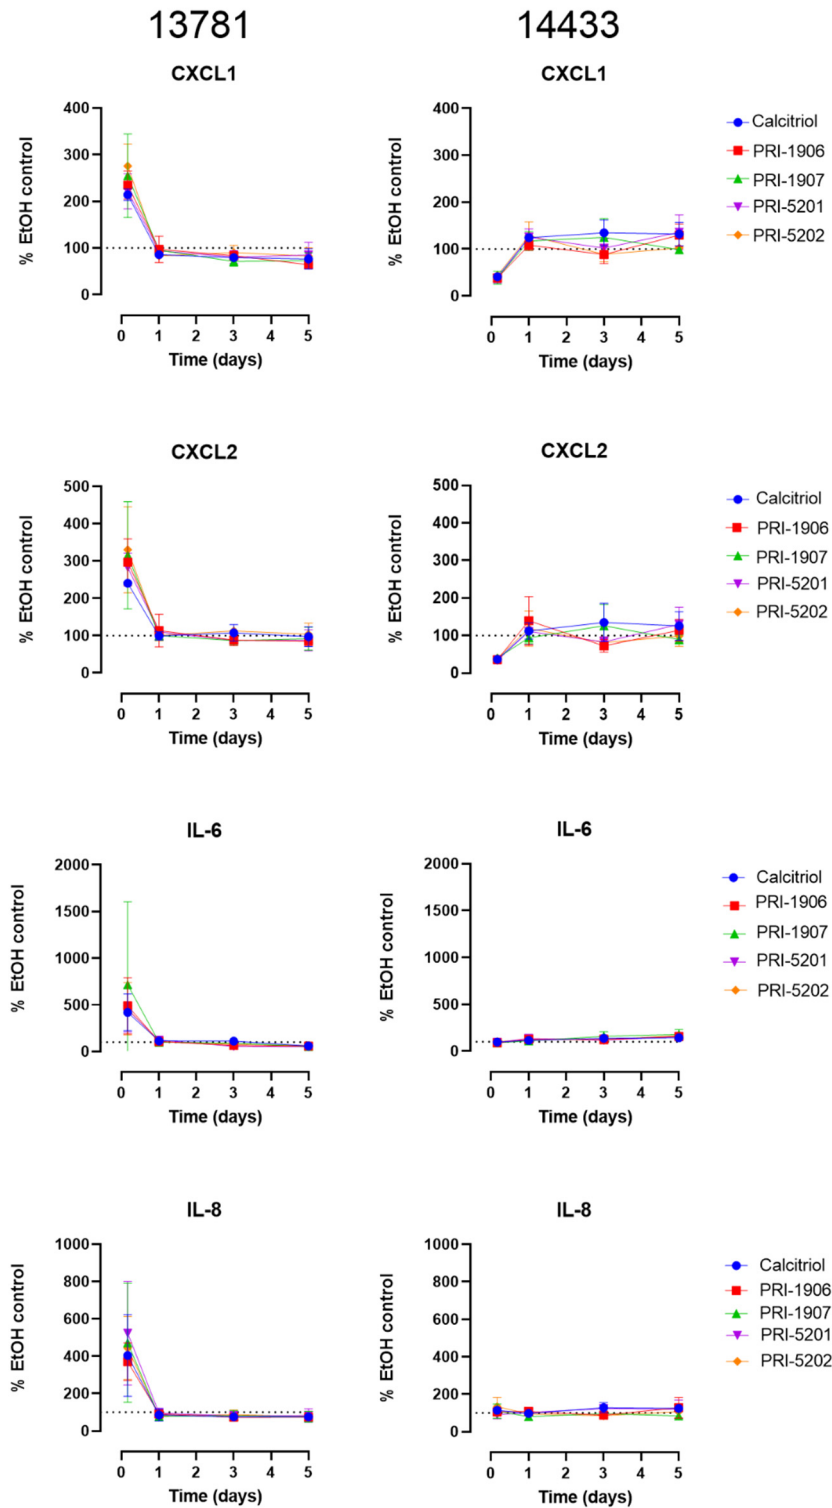 13781 14433
CXCL1 CXCL1
400 400
300 300
200 200
100 100
0 0
% EtOH control % EtOH control
0 1 2 3 4 5 0 1 2 3 4 5
Time (days) Time (days)
Calcitriol
PRI-1906
PRI-1907
PRI-5201
PRI-5202
CXCL2 CXCL2
500 500
400 400
300 300
200 200
100 100
0 0
% EtOH control % EtOH control
0 1 2 3 4 5 0 1 2 3 4 5
Time (days) Time (days)
Calcitriol
PRI-1906
PRI-1907
PRI-5201
PRI-5202
IL-6 IL-6
2000 2000
1500 1500
1000 1000
500 500
0 0
% EtOH control % EtOH control
0 1 2 3 4 5 0 1 2 3 4 5
Time (days) Time (days)
Calcitriol
PRI-1906
PRI-1907
PRI-5201
PRI-5202
IL-8 IL-8
1000 1000
800 800
600 600
400 400
200 200
0 0
% EtOH control % EtOH control
0 1 2 3 4 5 0 1 2 3 4 5
Time (days) Time (days)
Calcitriol
PRI-1906
PRI-1907
PRI-5201
PRI-5202